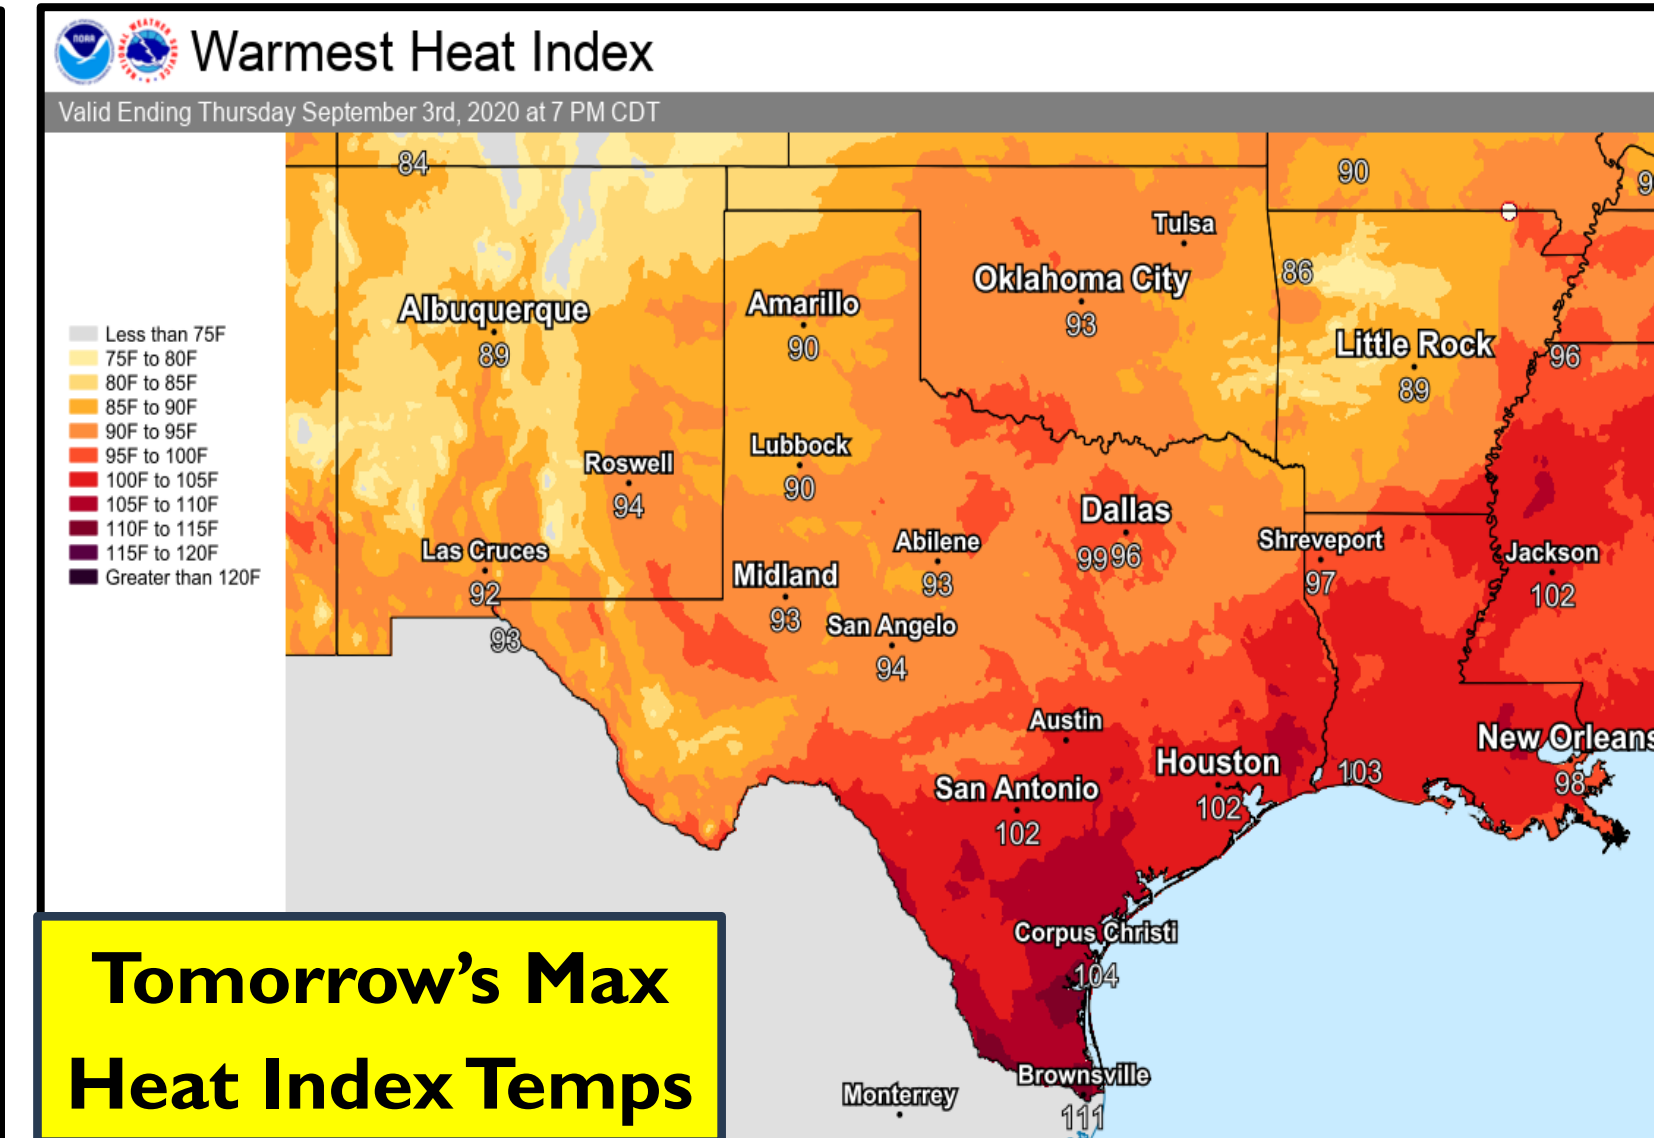 Warmest Heat Index
Valid Ending Thursday September 3rd, 2020 at 7 PM CDT
84
90
Tulsa
Oklahoma City
93
86
Albuquerque
89
Amarillo
90
Little Rock
89
96
Less than 75F
75F to 80F
80F to 85F
85F to 90F
90F to 95F
95F to 100F
100F to 105F
105F to 110F
110F to 115F
115F to 120F
Greater than 120F
Roswell
94
Lubbock
90
Dallas
99 96
Las Cruces
92
93
Midland
93
Abilene
93
San Angelo
94
Shreveport
97
Jackson
102
Austin
San Antonio
102
Houston
102
103
New Orleans
98
Corpus Christi
104
Brownsville
111
Monterrey
Tomorrow's Max
Heat Index Temps